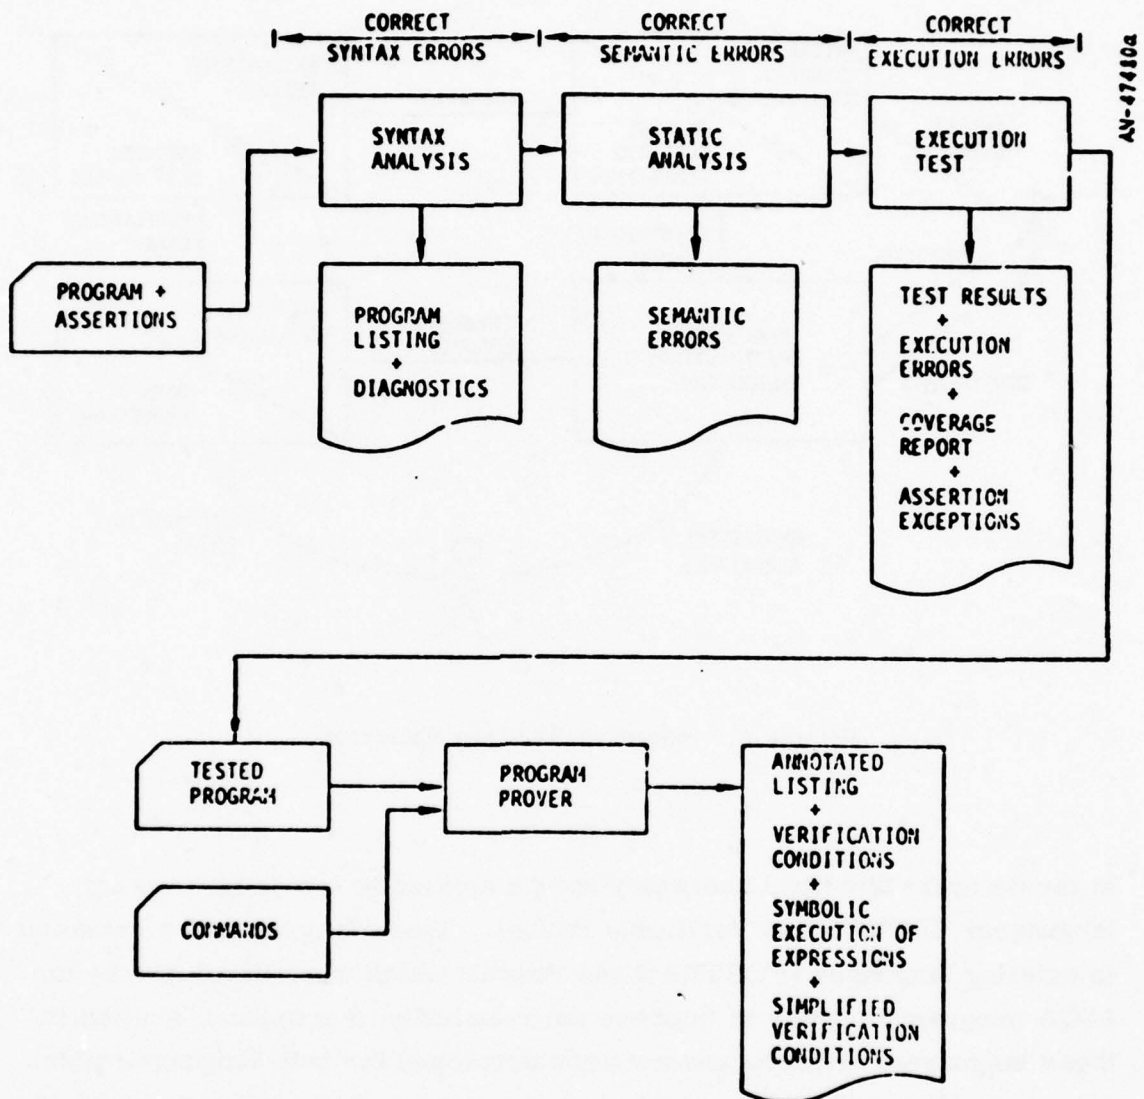 CORRECT
SYNTAX ERRORS
CORRECT
SEMANTIC ERRORS
CORRECT
EXECUTION ERRORS
AN-47480a
SYNTAX
ANALYSIS
STATIC
ANALYSIS
EXECUTION
TEST
PROGRAM +
ASSERTIONS
PROGRAM
LISTING
+
DIAGNOSTICS
SEMANTIC
ERRORS
TEST RESULTS
+
EXECUTION
ERRORS
+
COVERAGE
REPORT
+
ASSERTION
EXCEPTIONS
TESTED
PROGRAM
PROGRAM
PROVER
COMMANDS
ANNOTATED
LISTING
+
VERIFICATION
CONDITIONS
+
SYMBOLIC
EXECUTION OF
EXPRESSIONS
+
SIMPLIFIED
VERIFICATION
CONDITIONS